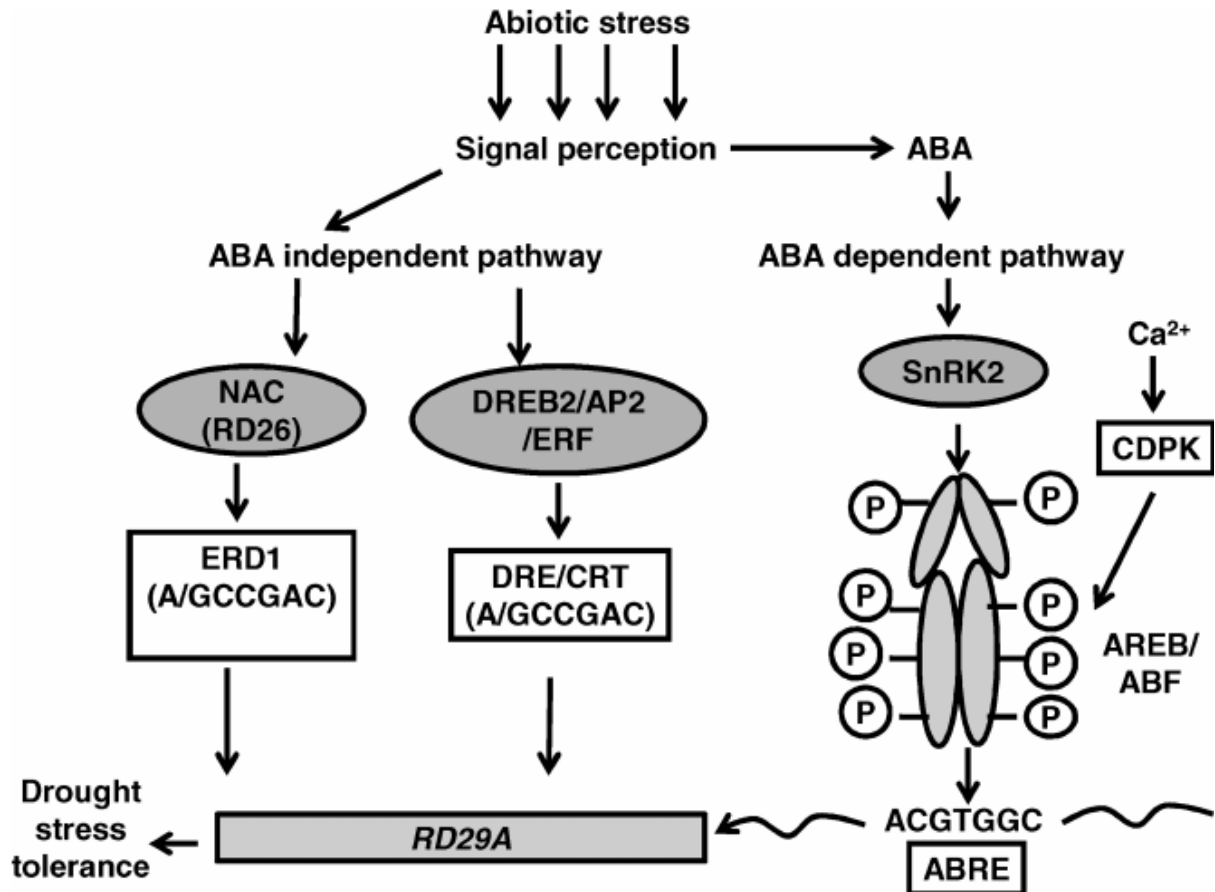 Abiotic stress
Signal perception
ABA
ABA independent pathway
ABA dependent pathway
Ca²⁺
NAC
(RD26)
DREB2/AP2
/ERF
SnRK2
CDPK
ERD1
(A/GCCGAC)
DRE/CRT
(A/GCCGAC)
P
P
P
P
P
P
P
P
AREB/
ABF
Drought
stress
tolerance
RD29A
ACGTGGC
ABRE